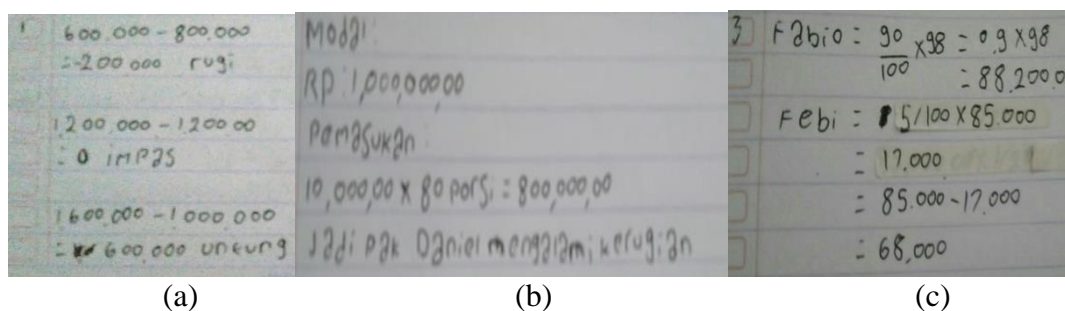 1 600.000 - 800.000
= -200 000 rugi
1.200.000 - 1.200 00
= 0 impas
1.600.000 - 1.000.000
= 600.000 untung
Modal:
RP: 1,000,000,00
Pemasukan:
10,000,00 x 80 porsi = 800,000,00
Jadi pak Daniel mengalami kerugian
3 Fabio = 90/100 x 98 = 0.9 x 98
= 88.200.0
Febi = 5/100 X 85.000
= 17.000
= 85.000 - 17.000
= 68,000
(a) (b) (c)